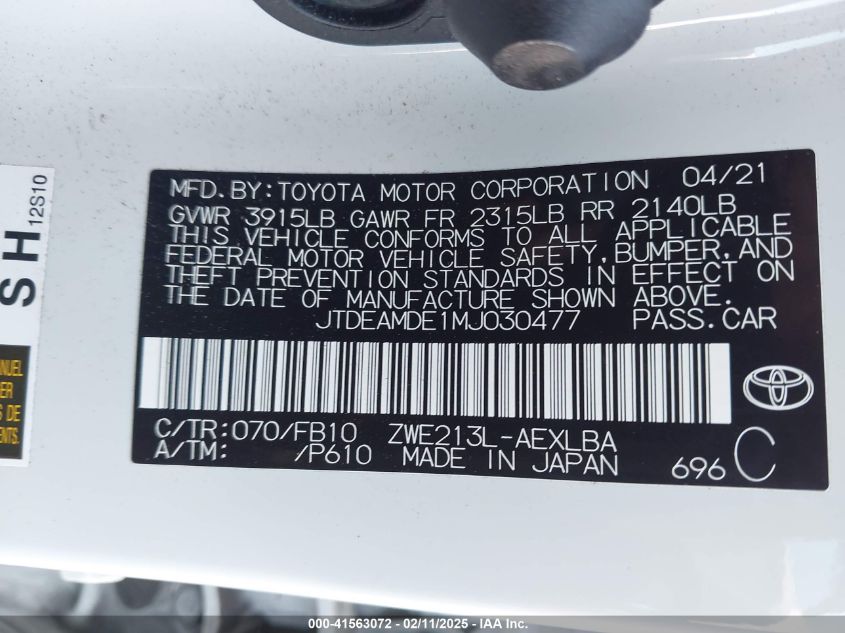 MFD. BY: TOYOTA MOTOR CORPORATION 04/21
GVWR 3915LB GAWR FR 2315LB RR 2140LB
THIS VEHICLE CONFORMS TO ALL APPLICABLE
FEDERAL MOTOR VEHICLE SAFETY, BUMPER, AND
THEFT PREVENTION STANDARDS IN EFFECT ON
THE DATE OF MANUFACTURE SHOWN ABOVE.
JTDEAMDE1MJ030477 PASS.CAR
C/TR: 070/FB10 ZWE213L-AEXLBA
A/TM: /P610 MADE IN JAPAN 696 C
SH
12S10
DE
000-41563072 - 02/11/2025 - IAA Inc.